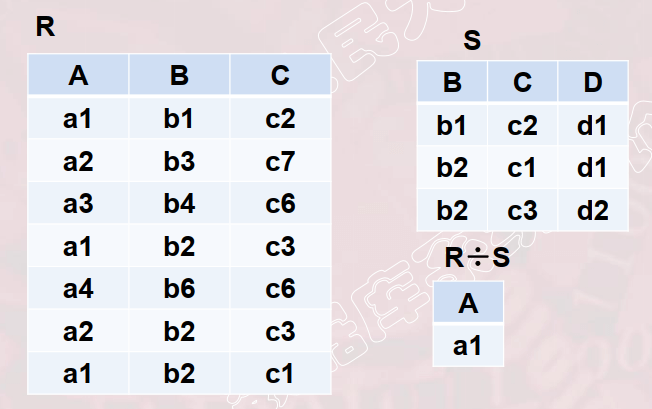 R
A B C
a1 b1 c2
a2 b3 c7
a3 b4 c6
a1 b2 c3
a4 b6 c6
a2 b2 c3
a1 b2 c1
S
B C D
b1 c2 d1
b2 c1 d1
b2 c3 d2
R÷S
A
a1